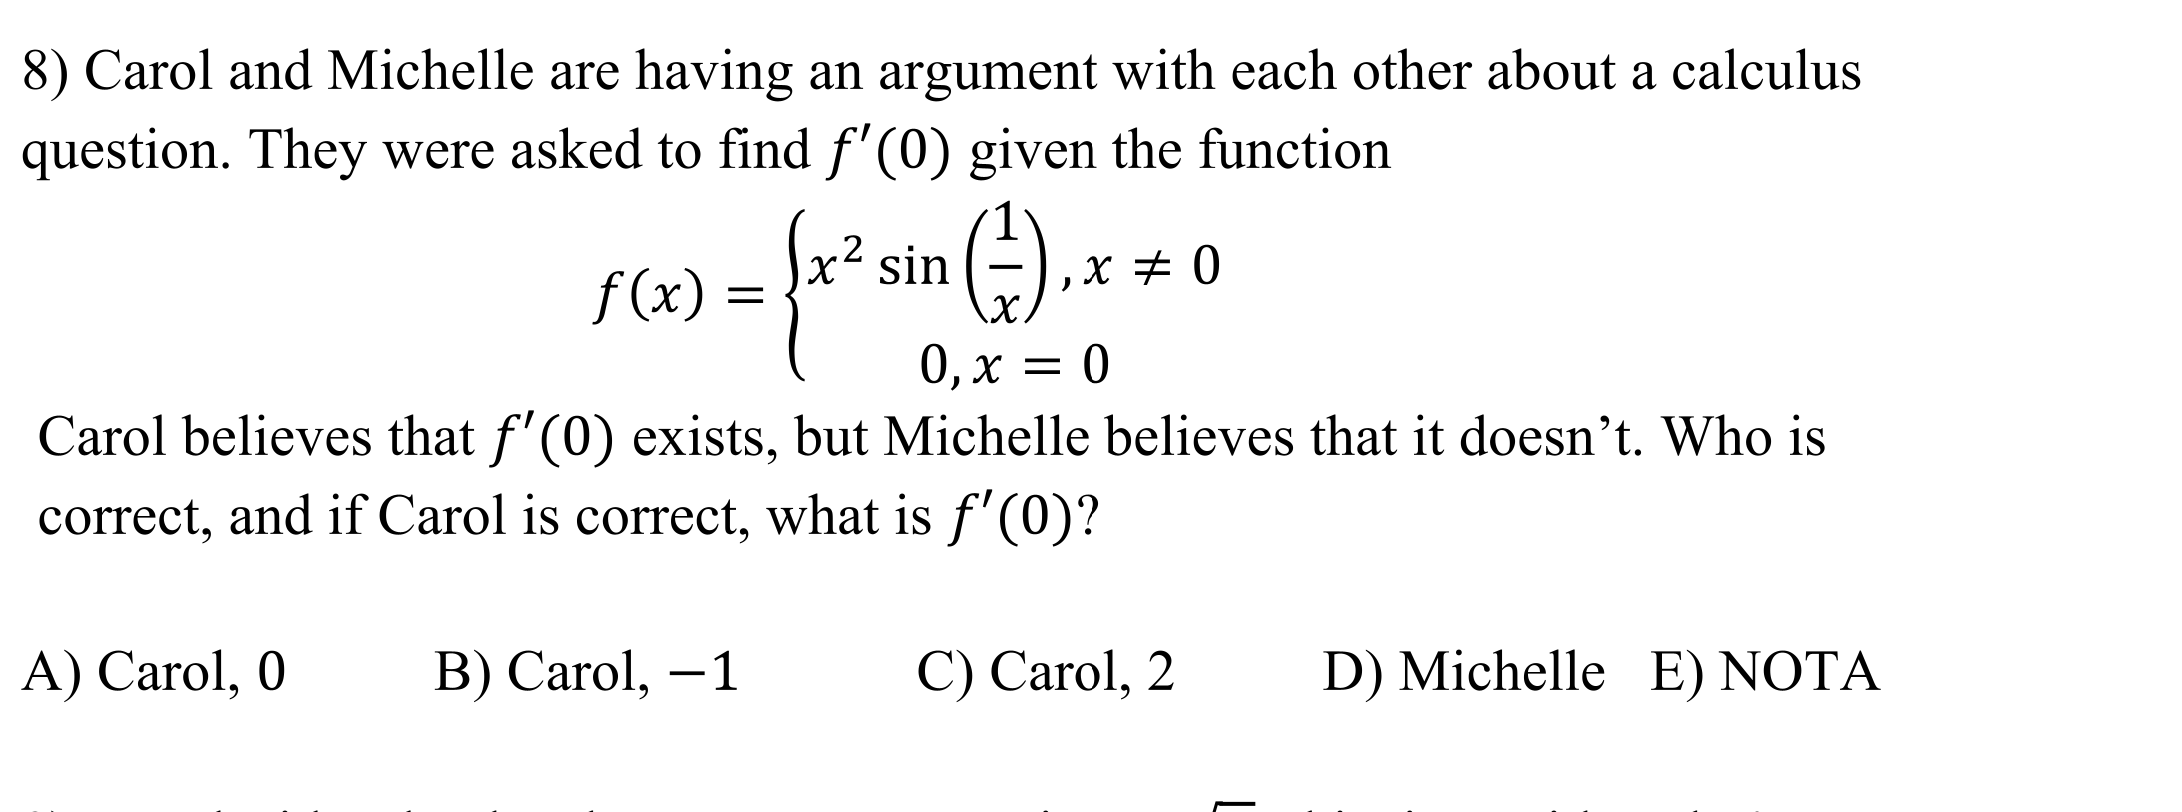 8) Carol and Michelle are having an argument with each other about a calculus
question. They were asked to find f′(0) given the function
f(x) = { x² sin(1/x), x ≠ 0
0, x = 0
Carol believes that f′(0) exists, but Michelle believes that it doesn’t. Who is
correct, and if Carol is correct, what is f′(0)?
A) Carol, 0 B) Carol, −1 C) Carol, 2 D) Michelle E) NOTA